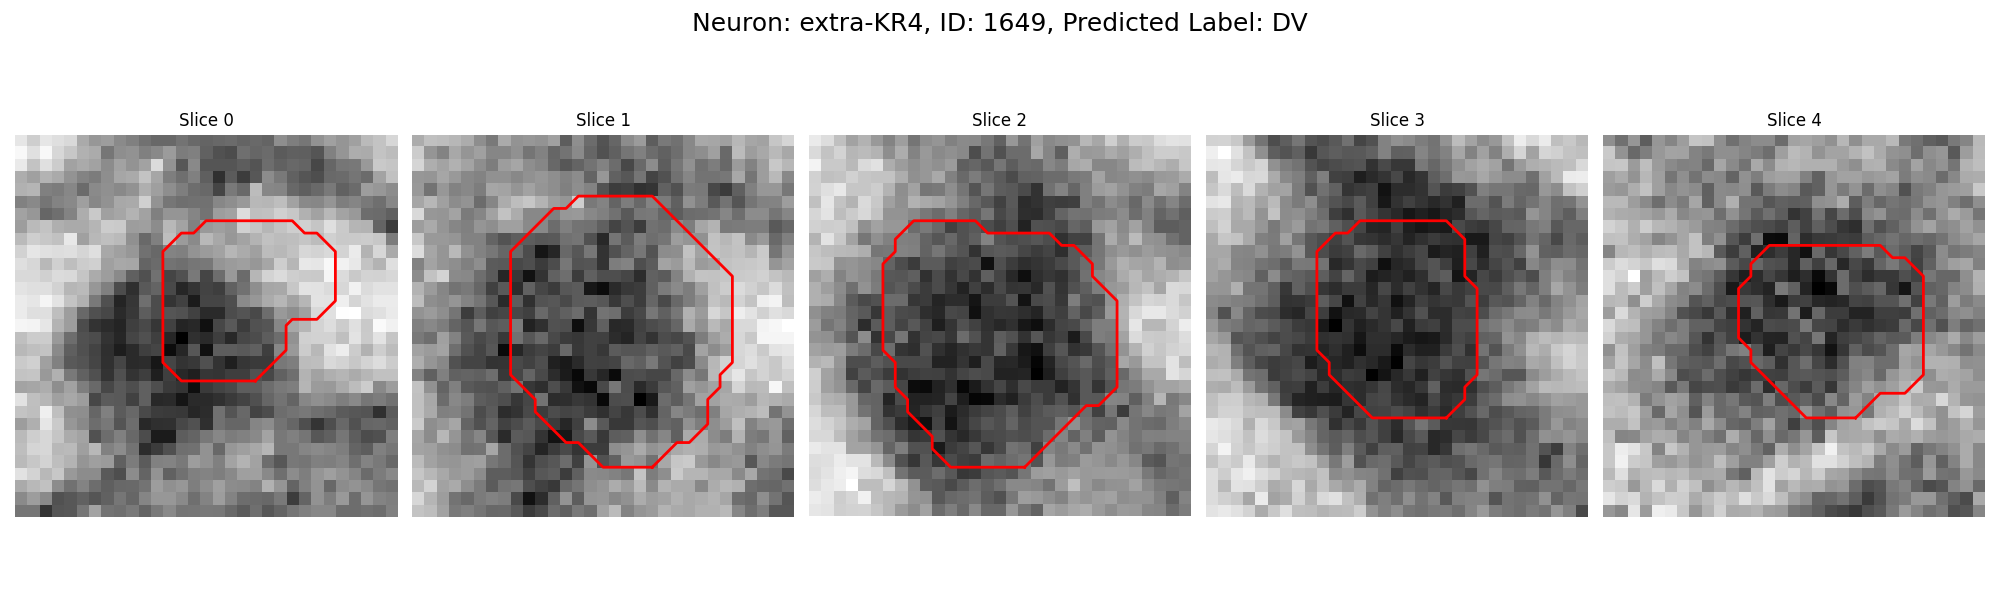 Neuron: extra-KR4, ID: 1649, Predicted Label: DV
Slice 0
Slice 1
Slice 2
Slice 3
Slice 4